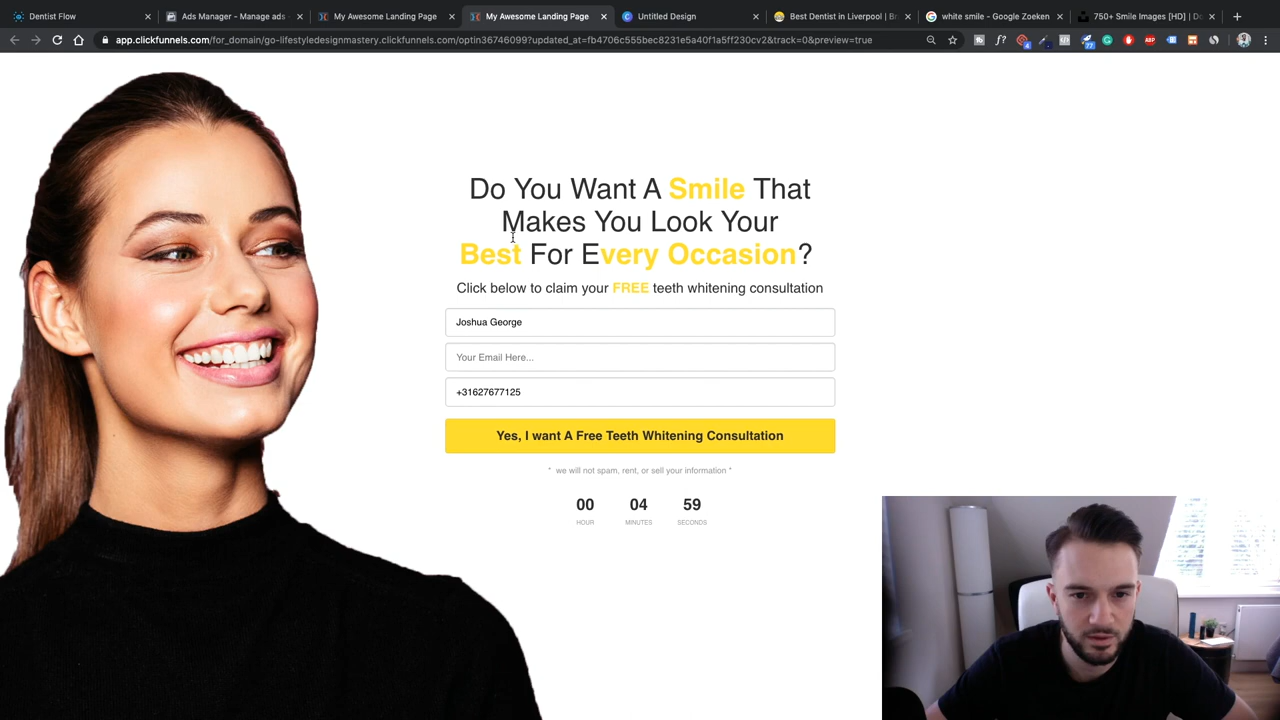 Dentist Flow
Ads Manager - Manage ads
My Awesome Landing Page
My Awesome Landing Page
Untitled Design
Best Dentist in Liverpool | Br
white smile - Google Zoeken
750+ Smile Images [HD] | Do
app.clickfunnels.com/for_domain/go-lifestyledesignmastery.clickfunnels.com/optin36746099?updated_at=fb4706c555bec8231e5a40f1a5ff230cv2&track=0&preview=true
Do You Want A Smile That
Makes You Look Your
Best For Every Occasion?
Click below to claim your FREE teeth whitening consultation
Joshua George
Your Email Here...
+31627677125
Yes, I want A Free Teeth Whitening Consultation
* we will not spam, rent, or sell your information *
00 04 59
HOUR MINUTES SECONDS